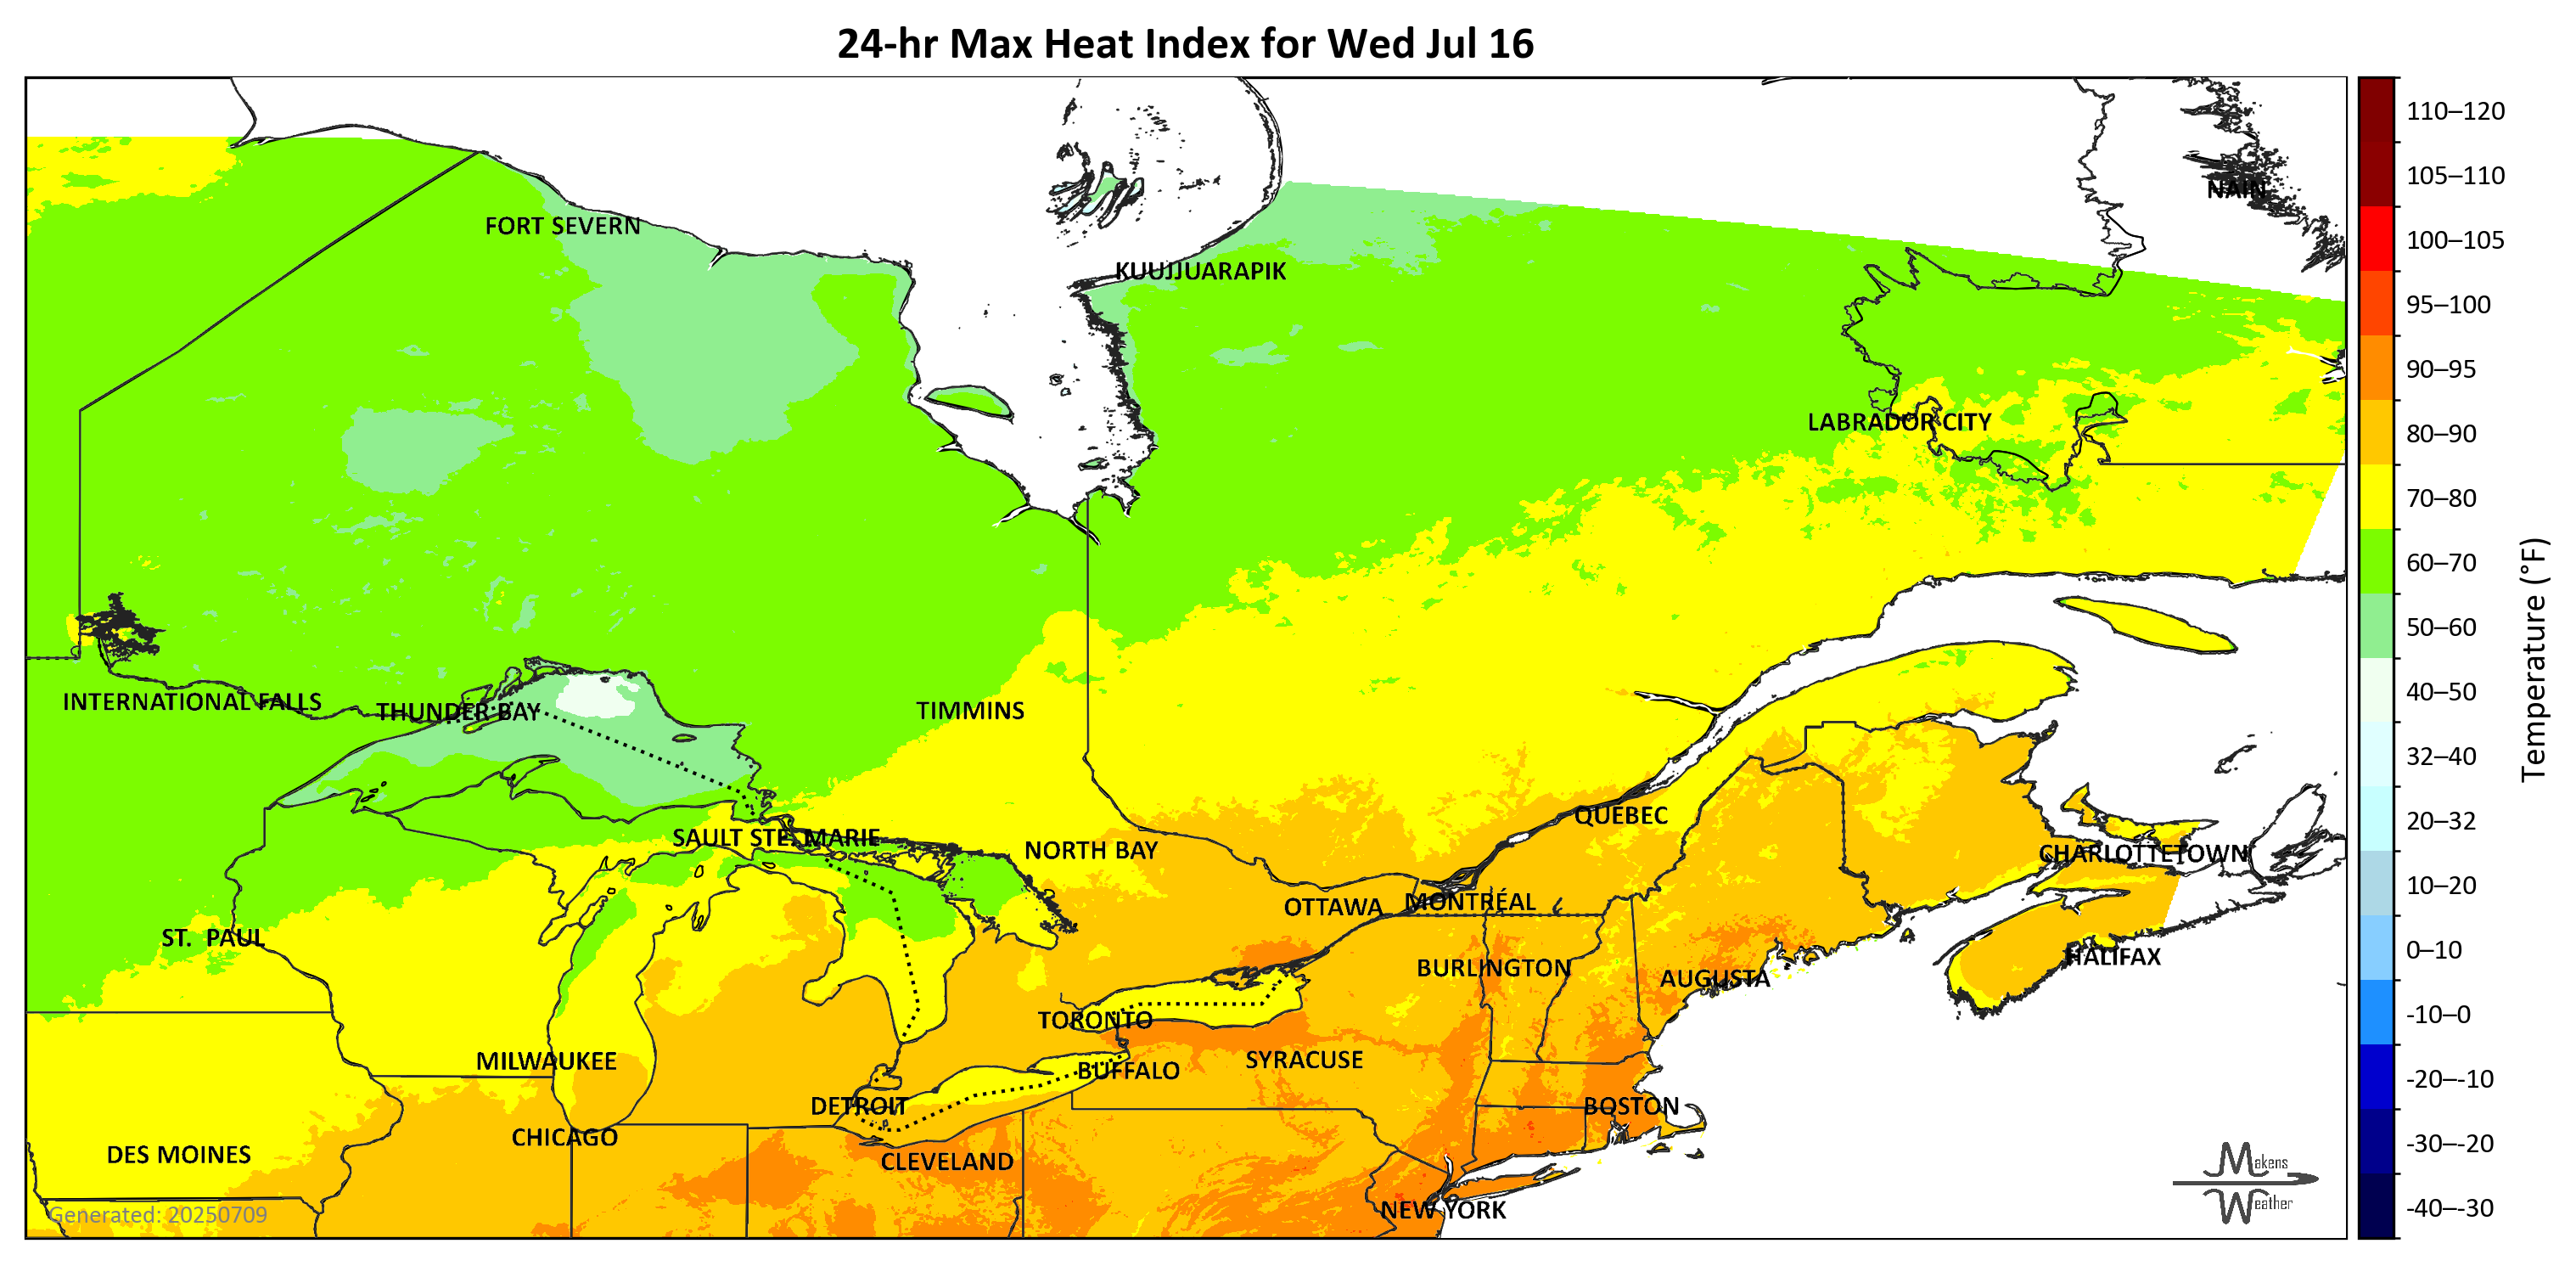 24-hr Max Heat Index for Wed Jul 16
110–120
105–110
NAIN
FORT SEVERN
100–105
KUUJJUARAPIK
95–100
90–95
LABRADOR CITY
80–90
70–80
60–70
50–60
Temperature (°F)
INTERNATIONAL FALLS
THUNDER BAY
TIMMINS
40–50
32–40
QUÉBEC
20–32
SAULT STE. MARIE
NORTH BAY
CHARLOTTETOWN
10–20
OTTAWA
MONTRÉAL
ST. PAUL
HALIFAX
0–10
BURLINGTON
AUGUSTA
TORONTO
-10–0
MILWAUKEE
BUFFALO
SYRACUSE
-20–-10
DETROIT
BOSTON
CHICAGO
-30–-20
DES MOINES
CLEVELAND
Makens
Weather
NEW YORK
-40–-30
Generated: 20250709